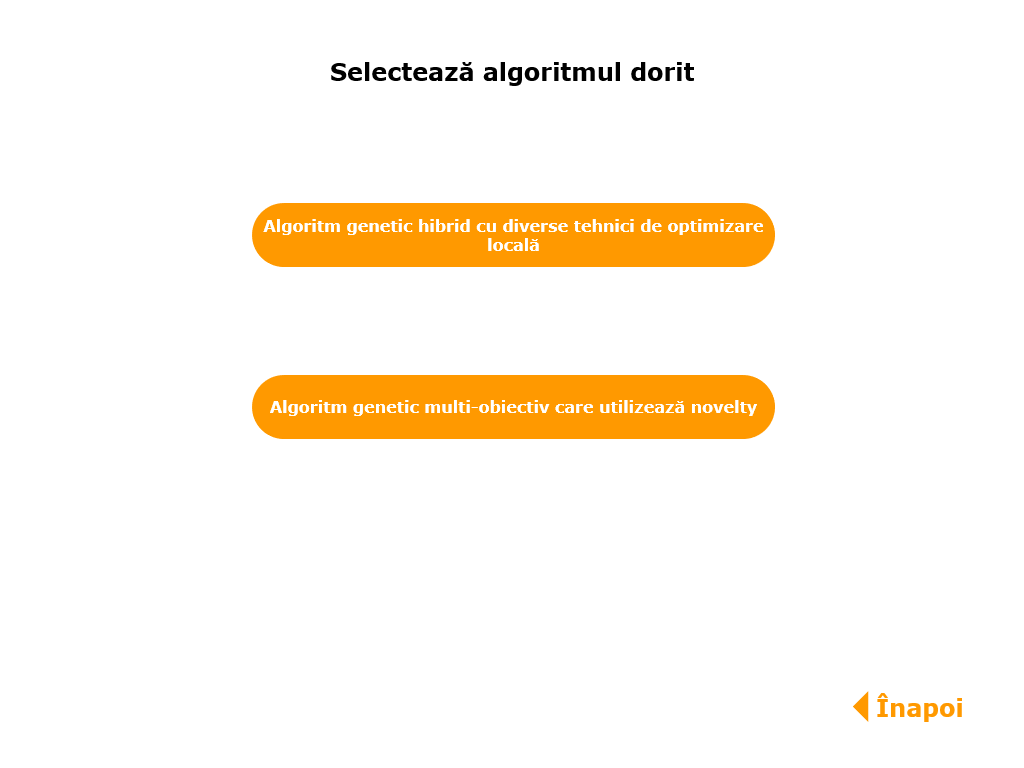 Selectează algoritmul dorit
Algoritm genetic hibrid cu diverse tehnici de optimizare
locală
Algoritm genetic multi-obiectiv care utilizează novelty
Înapoi